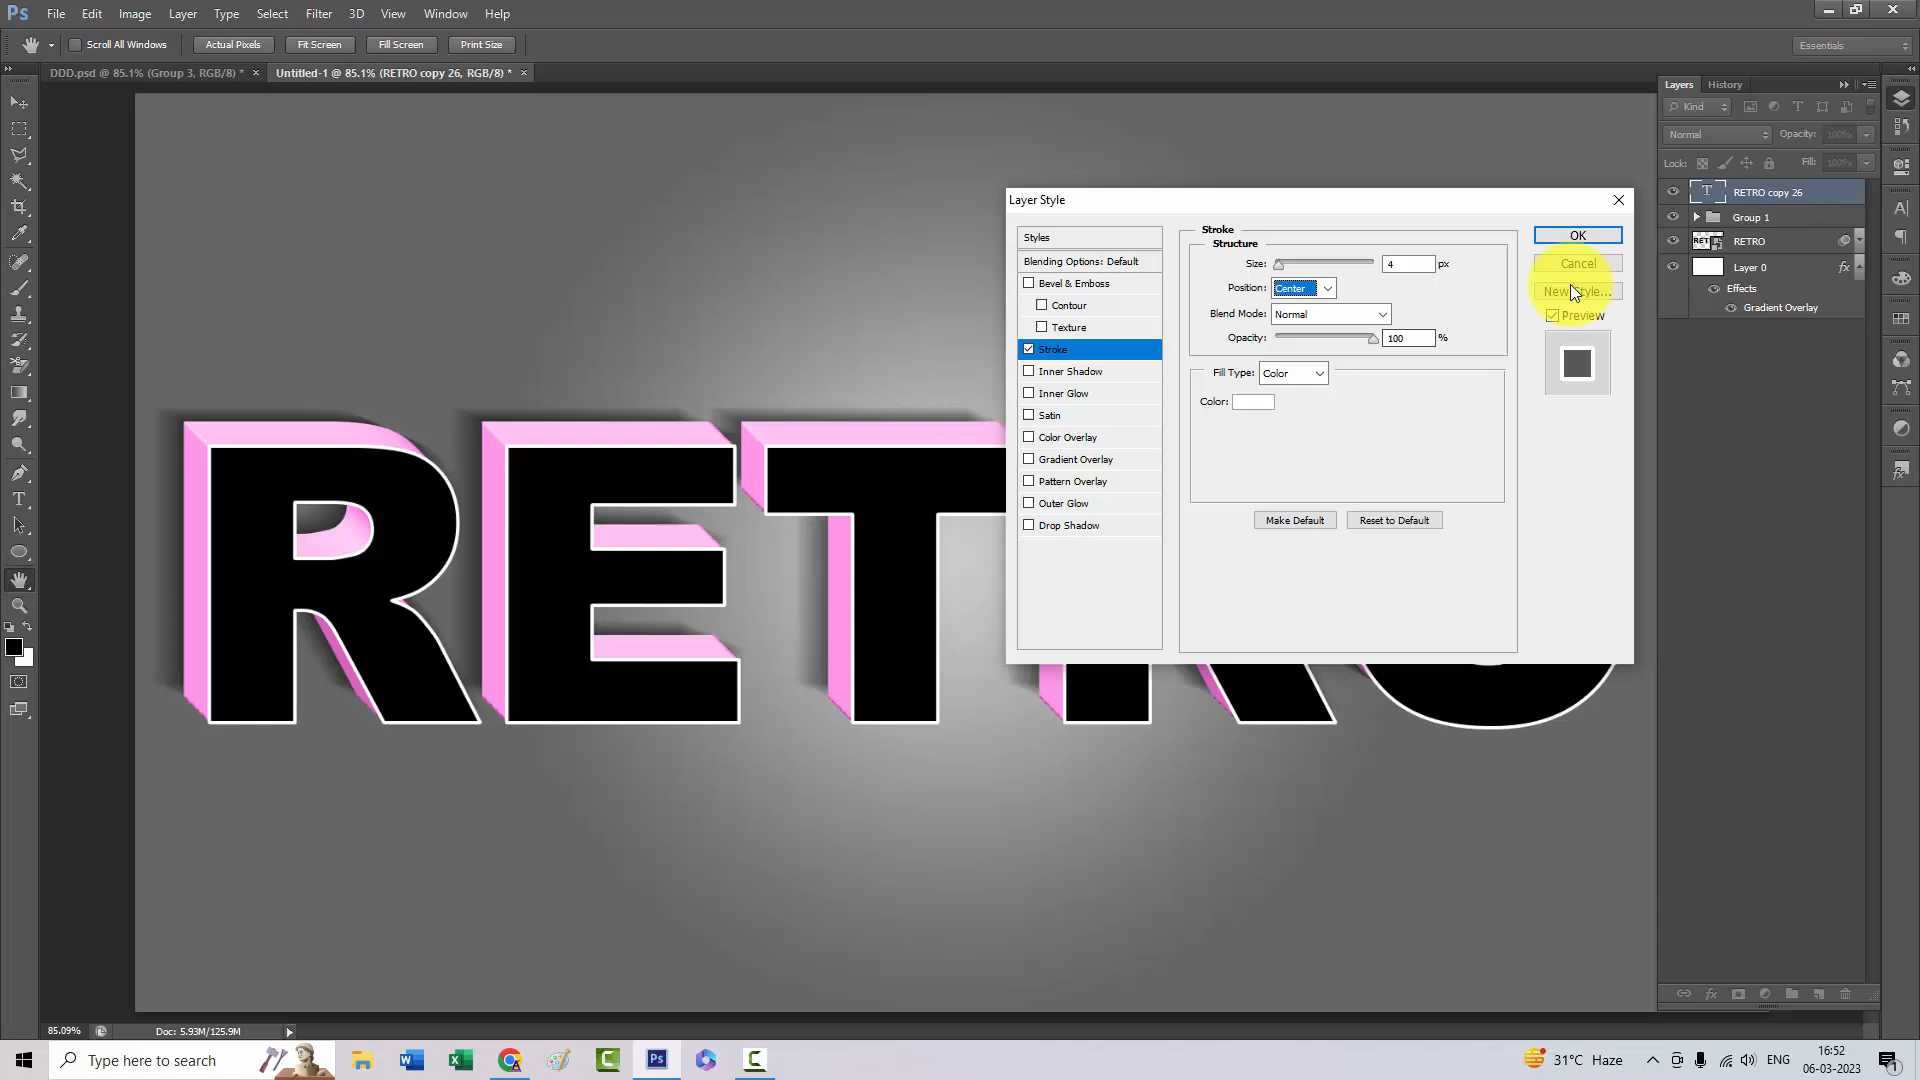 Ps File Edit Image Layer Type Select Filter 3D View Window Help
Scroll All Windows Actual Pixels Fit Screen Fill Screen Print Size Essentials
DDD.psd @ 85.1% (Group 3, RGB/8) * Untitled-1 @ 85.1% (RETRO copy 26, RGB/8) *
Layers History
Kind
Normal Opacity: 100%
Lock: Fill: 100%
RETRO copy 26
Group 1
RETRO
Layer 0 fx
Effects
Gradient Overlay
Layer Style
Styles
Blending Options: Default
Bevel & Emboss
Contour
Texture
Stroke
Inner Shadow
Inner Glow
Satin
Color Overlay
Gradient Overlay
Pattern Overlay
Outer Glow
Drop Shadow
Stroke
Structure
Size: 4 px
Position: Center
Blend Mode: Normal
Opacity: 100 %
Fill Type: Color
Color:
Make Default Reset to Default
OK
Cancel
New Style...
Preview
RETRO
85.09% Doc: 5.93M/125.9M
Type here to search
31°C Haze ENG 16:52
06-03-2023